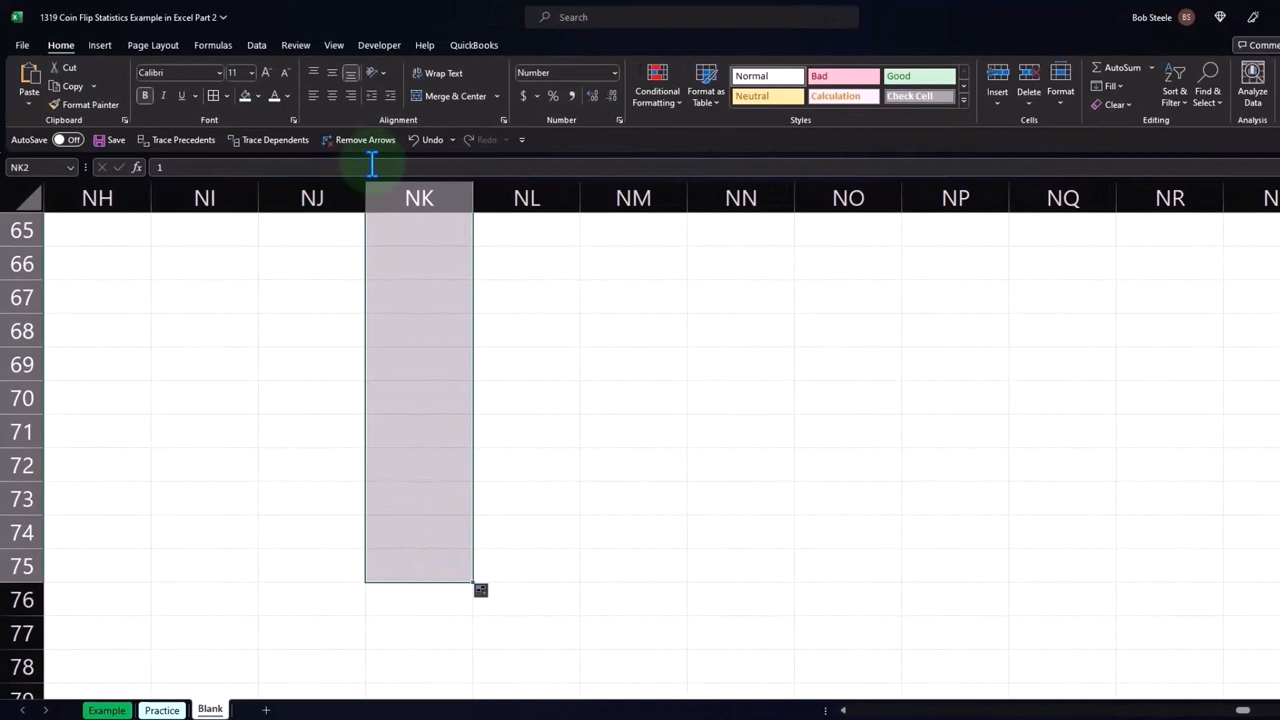 1319 Coin Flip Statistics Example in Excel Part 2
Search
Bob Steele
BS
File Home Insert Page Layout Formulas Data Review View Developer Help QuickBooks
Comme
Paste
Cut
Copy
Format Painter
Clipboard
Calibri
11
B I U
Font
Wrap Text
Merge & Center
Alignment
Number
$ % 9
Number
Conditional Formatting
Format as Table
Normal Bad Good
Neutral Calculation Check Cell
Styles
Insert Delete Format
Cells
AutoSum
Fill
Clear
Sort & Filter
Find & Select
Editing
Analyze Data
Analysis
AutoSave Off Save Trace Precedents Trace Dependents Remove Arrows Undo Redo
NK2 fx 1
NH NI NJ NK NL NM NN NO NP NQ NR N
65
66
67
68
69
70
71
72
73
74
75
76
77
78
79
Example Practice Blank